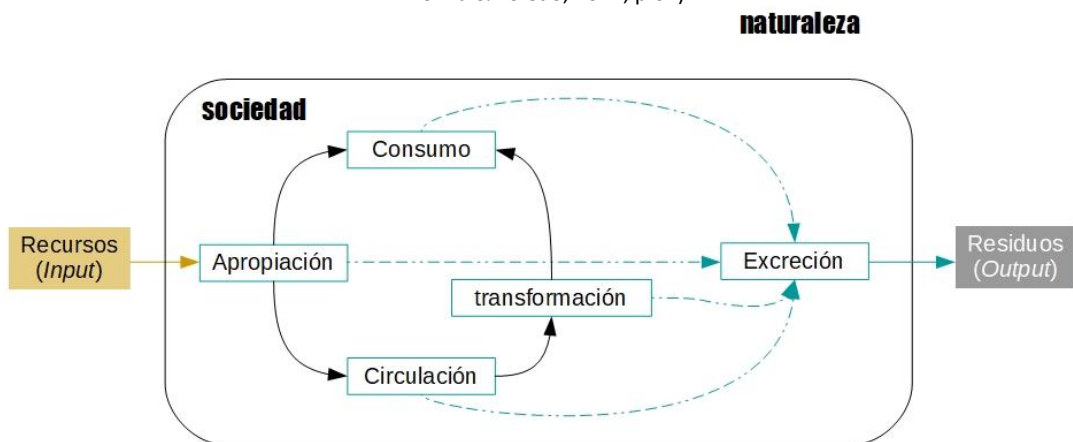 naturaleza
sociedad
Consumo
Recursos
(Input)
Apropiación
Excreción
Residuos
(Output)
transformación
Circulación